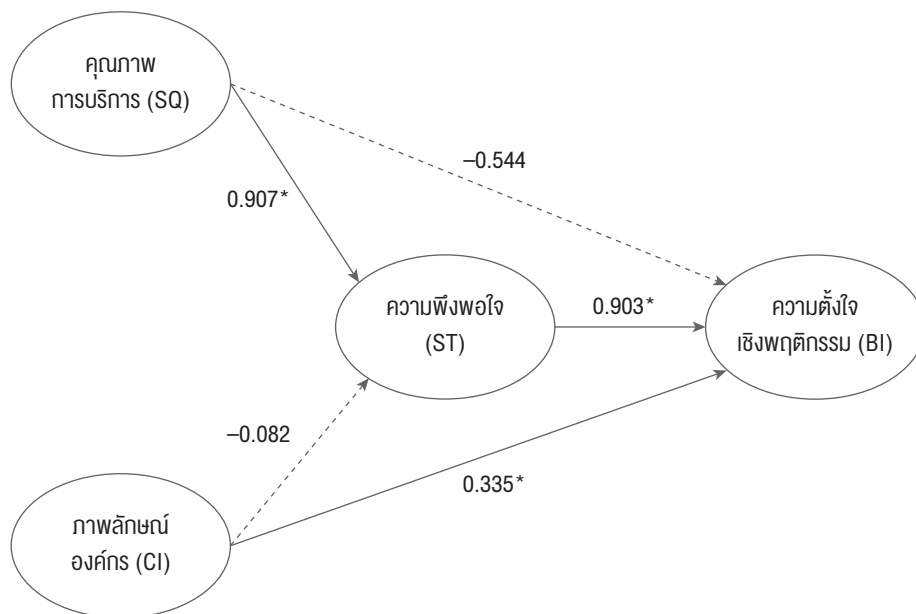 คุณภาพ
การบริการ (SQ)
–0.544
0.907*
ความพึงพอใจ
(ST)
0.903*
ความตั้งใจ
เชิงพฤติกรรม (BI)
–0.082
0.335*
ภาพลักษณ์
องค์กร (CI)